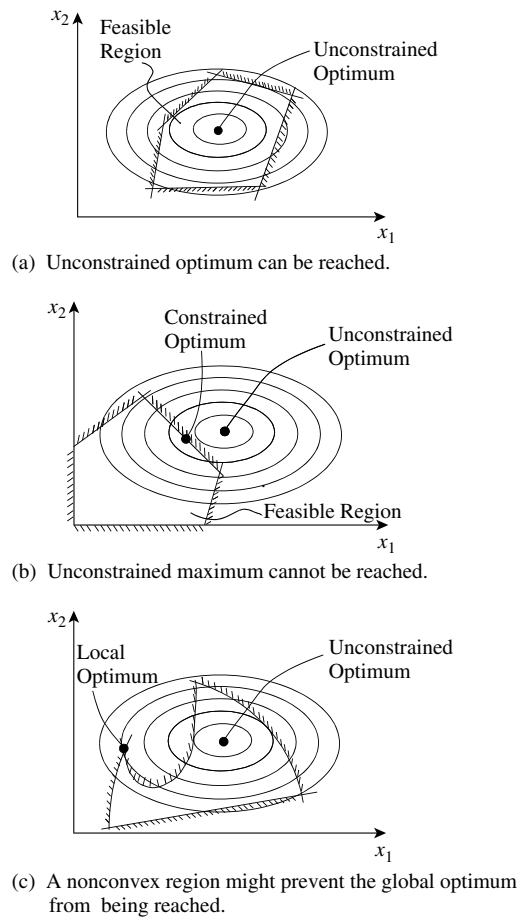 x2
Feasible
Region
Unconstrained
Optimum
x1
(a) Unconstrained optimum can be reached.
x2
Constrained
Optimum
Unconstrained
Optimum
Feasible Region
x1
(b) Unconstrained maximum cannot be reached.
x2
Local
Optimum
Unconstrained
Optimum
x1
(c) A nonconvex region might prevent the global optimum
from being reached.